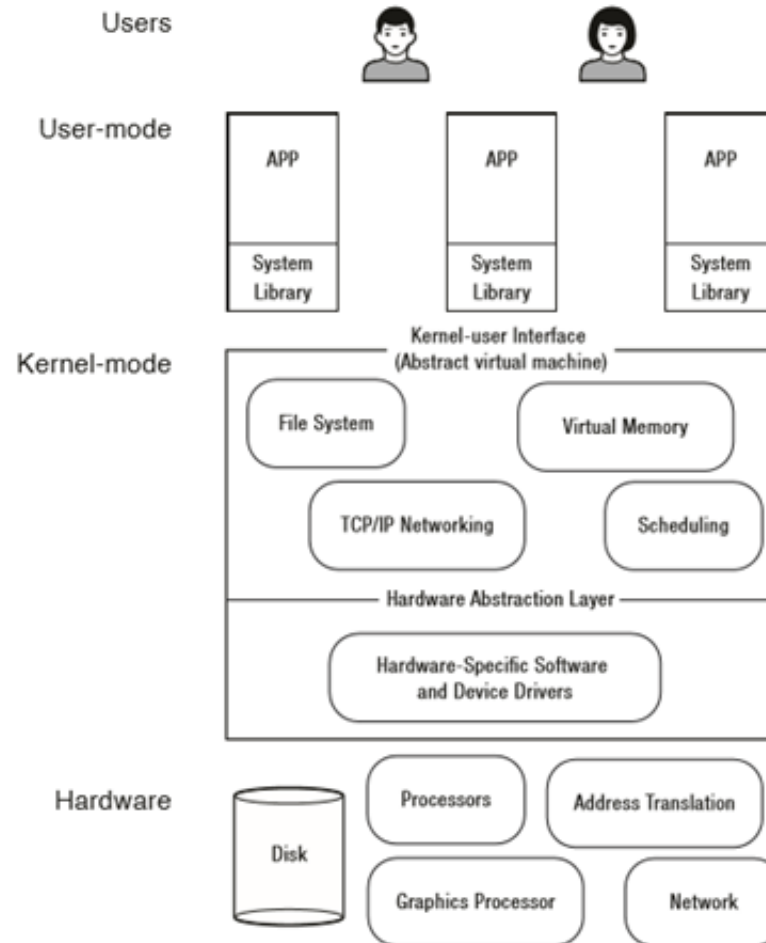 Users
User-mode
APP
APP
APP
System
Library
System
Library
System
Library
Kernel-user Interface
(Abstract virtual machine)
Kernel-mode
File System
Virtual Memory
TCP/IP Networking
Scheduling
Hardware Abstraction Layer
Hardware-Specific Software
and Device Drivers
Hardware
Processors
Address Translation
Disk
Graphics Processor
Network